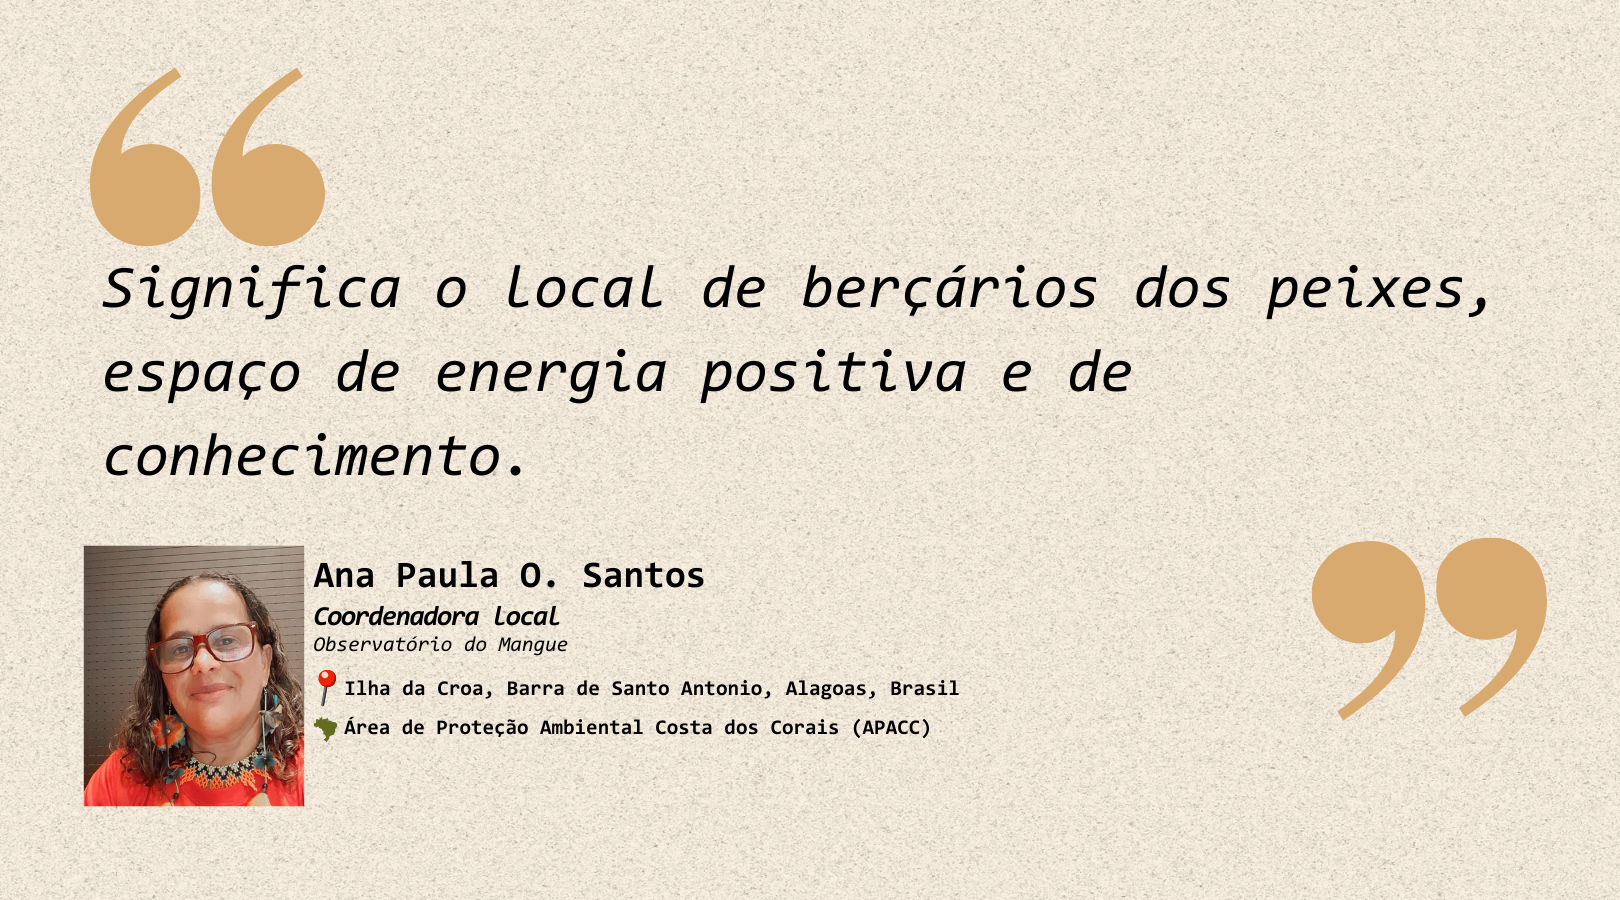 Significa o local de berçários dos peixes,
espaço de energia positiva e de
conhecimento.
Ana Paula O. Santos
Coordenadora local
Observatório do Mangue
Ilha da Croa, Barra de Santo Antonio, Alagoas, Brasil
Área de Proteção Ambiental Costa dos Corais (APACC)